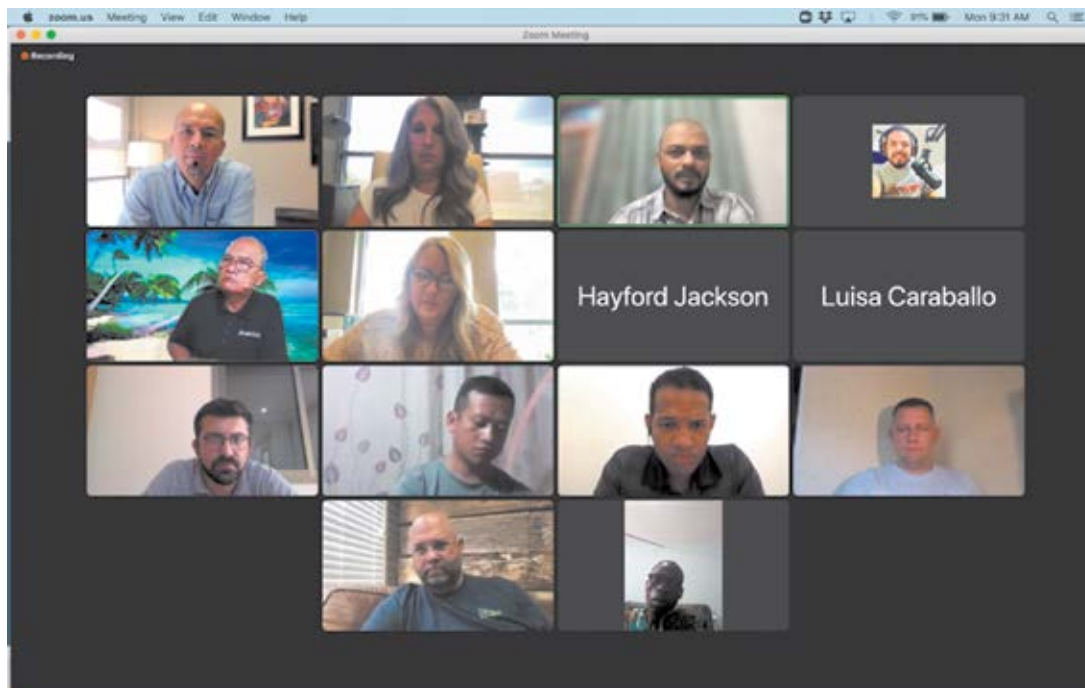 zoom.us Meeting View Edit Window Help Mon 9:31 AM
Zoom Meeting
Recording
Hayford Jackson
Luisa Caraballo